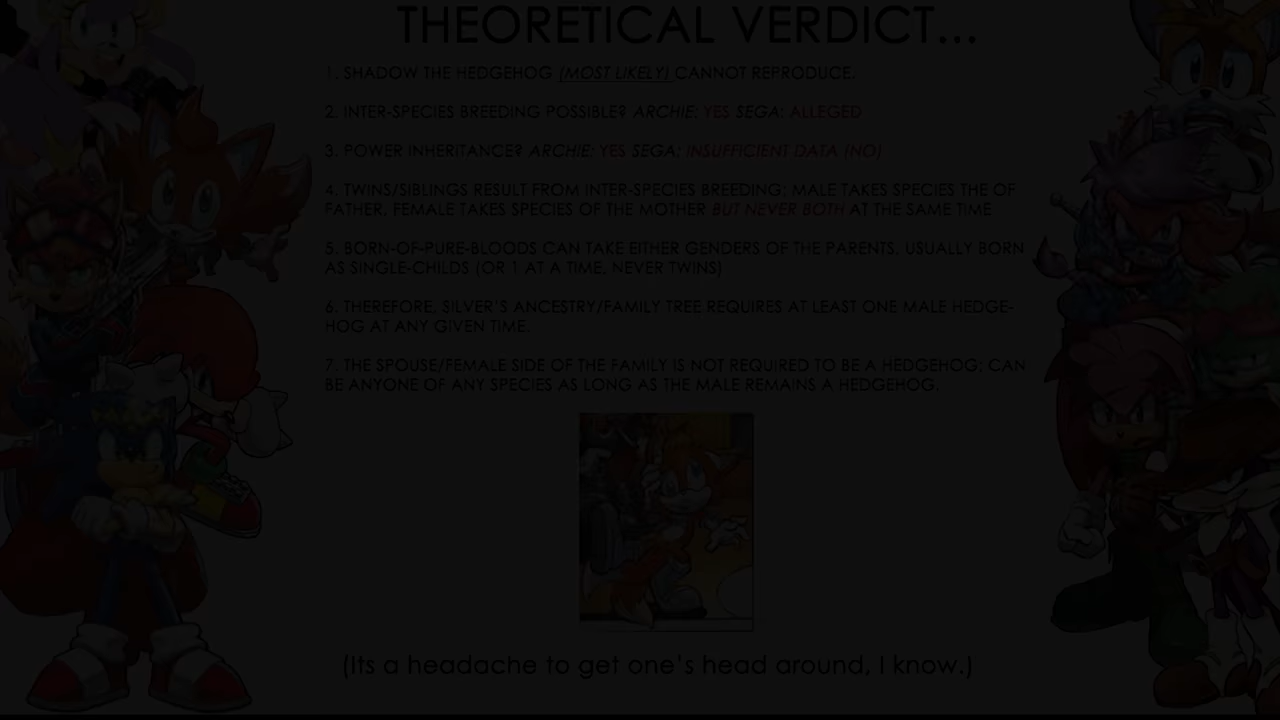 THEORETICAL VERDICT...
1. SHADOW THE HEDGEHOG (MOST LIKELY) CANNOT REPRODUCE.
2. INTER-SPECIES BREEDING POSSIBLE? ARCHIE: YES SEGA: ALLEGED
3. POWER INHERITANCE? ARCHIE: YES SEGA: INSUFFICIENT DATA (NO)
4. TWINS/SIBLINGS RESULT FROM INTER-SPECIES BREEDING; MALE TAKES SPECIES THE OF
FATHER, FEMALE TAKES SPECIES OF THE MOTHER BUT NEVER BOTH AT THE SAME TIME
5. BORN-OF-PURE-BLOODS CAN TAKE EITHER GENDERS OF THE PARENTS, USUALLY BORN
AS SINGLE-CHILDS (OR 1 AT A TIME, NEVER TWINS)
6. THEREFORE, SILVER'S ANCESTRY/FAMILY TREE REQUIRES AT LEAST ONE MALE HEDGE-
HOG AT ANY GIVEN TIME.
7. THE SPOUSE/FEMALE SIDE OF THE FAMILY IS NOT REQUIRED TO BE A HEDGEHOG; CAN
BE ANYONE OF ANY SPECIES AS LONG AS THE MALE REMAINS A HEDGEHOG.
(Its a headache to get one's head around, I know.)